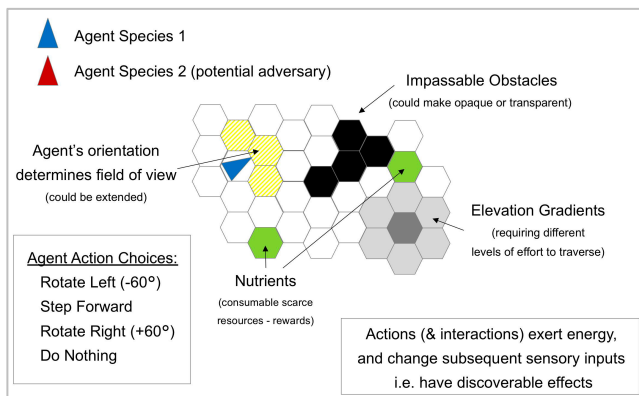 Agent Species 1
Agent Species 2 (potential adversary)
Impassable Obstacles
(could make opaque or transparent)
Agent's orientation
determines field of view
(could be extended)
Elevation Gradients
(requiring different
levels of effort to traverse)
Agent Action Choices:
Rotate Left (-60°)
Step Forward
Rotate Right (+60°)
Do Nothing
Nutrients
(consumable scarce
resources - rewards)
Actions (& interactions) exert energy,
and change subsequent sensory inputs
i.e. have discoverable effects